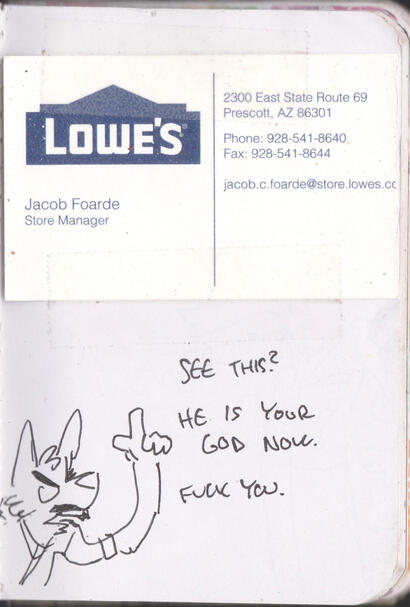 LOWE'S
Jacob Foarde
Store Manager
2300 East State Route 69
Prescott, AZ 86301
Phone: 928-541-8640
Fax: 928-541-8644
jacob.c.foarde@store.lowes.cc
SEE THIS?
HE IS YOUR
GOD NOW.
FUCK YOU.